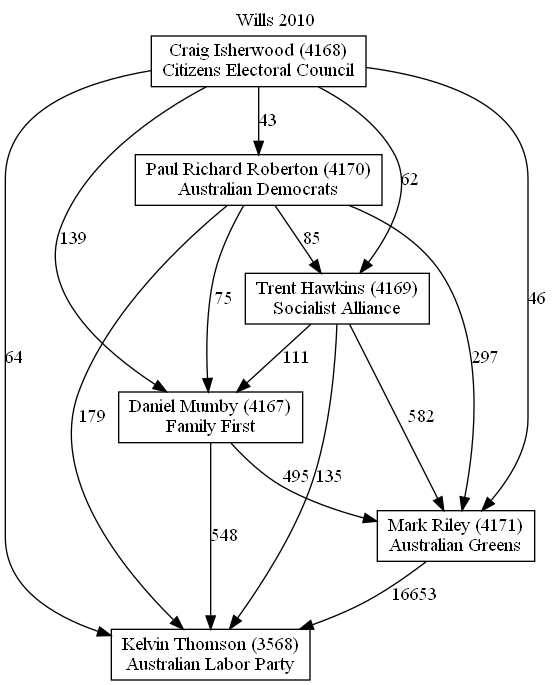 Wills 2010
Craig Isherwood (4168)
Citizens Electoral Council
43
Paul Richard Roberton (4170)
Australian Democrats
62
139
85
75
Trent Hawkins (4169)
Socialist Alliance
46
64
111
297
Daniel Mumby (4167)
Family First
179
582
495
135
Mark Riley (4171)
Australian Greens
548
16653
Kelvin Thomson (3568)
Australian Labor Party